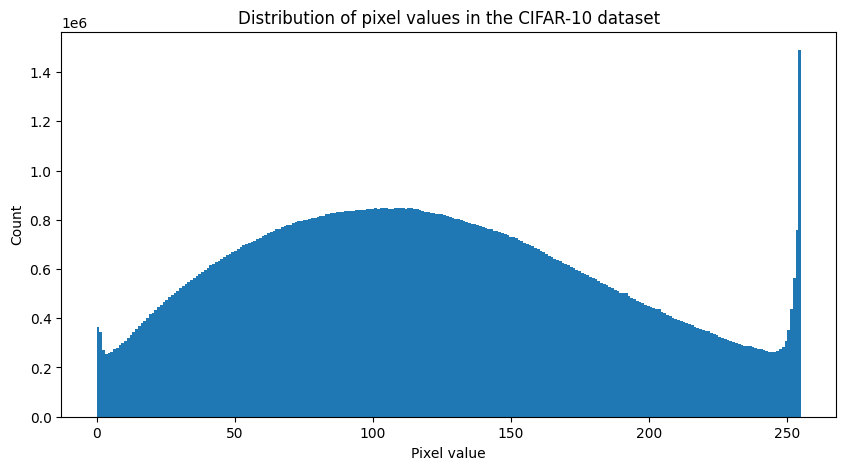 Distribution of pixel values in the CIFAR-10 dataset
1e6
1.4
1.2
1.0
0.8
0.6
0.4
0.2
0.0
Count
0 50 100 150 200 250
Pixel value